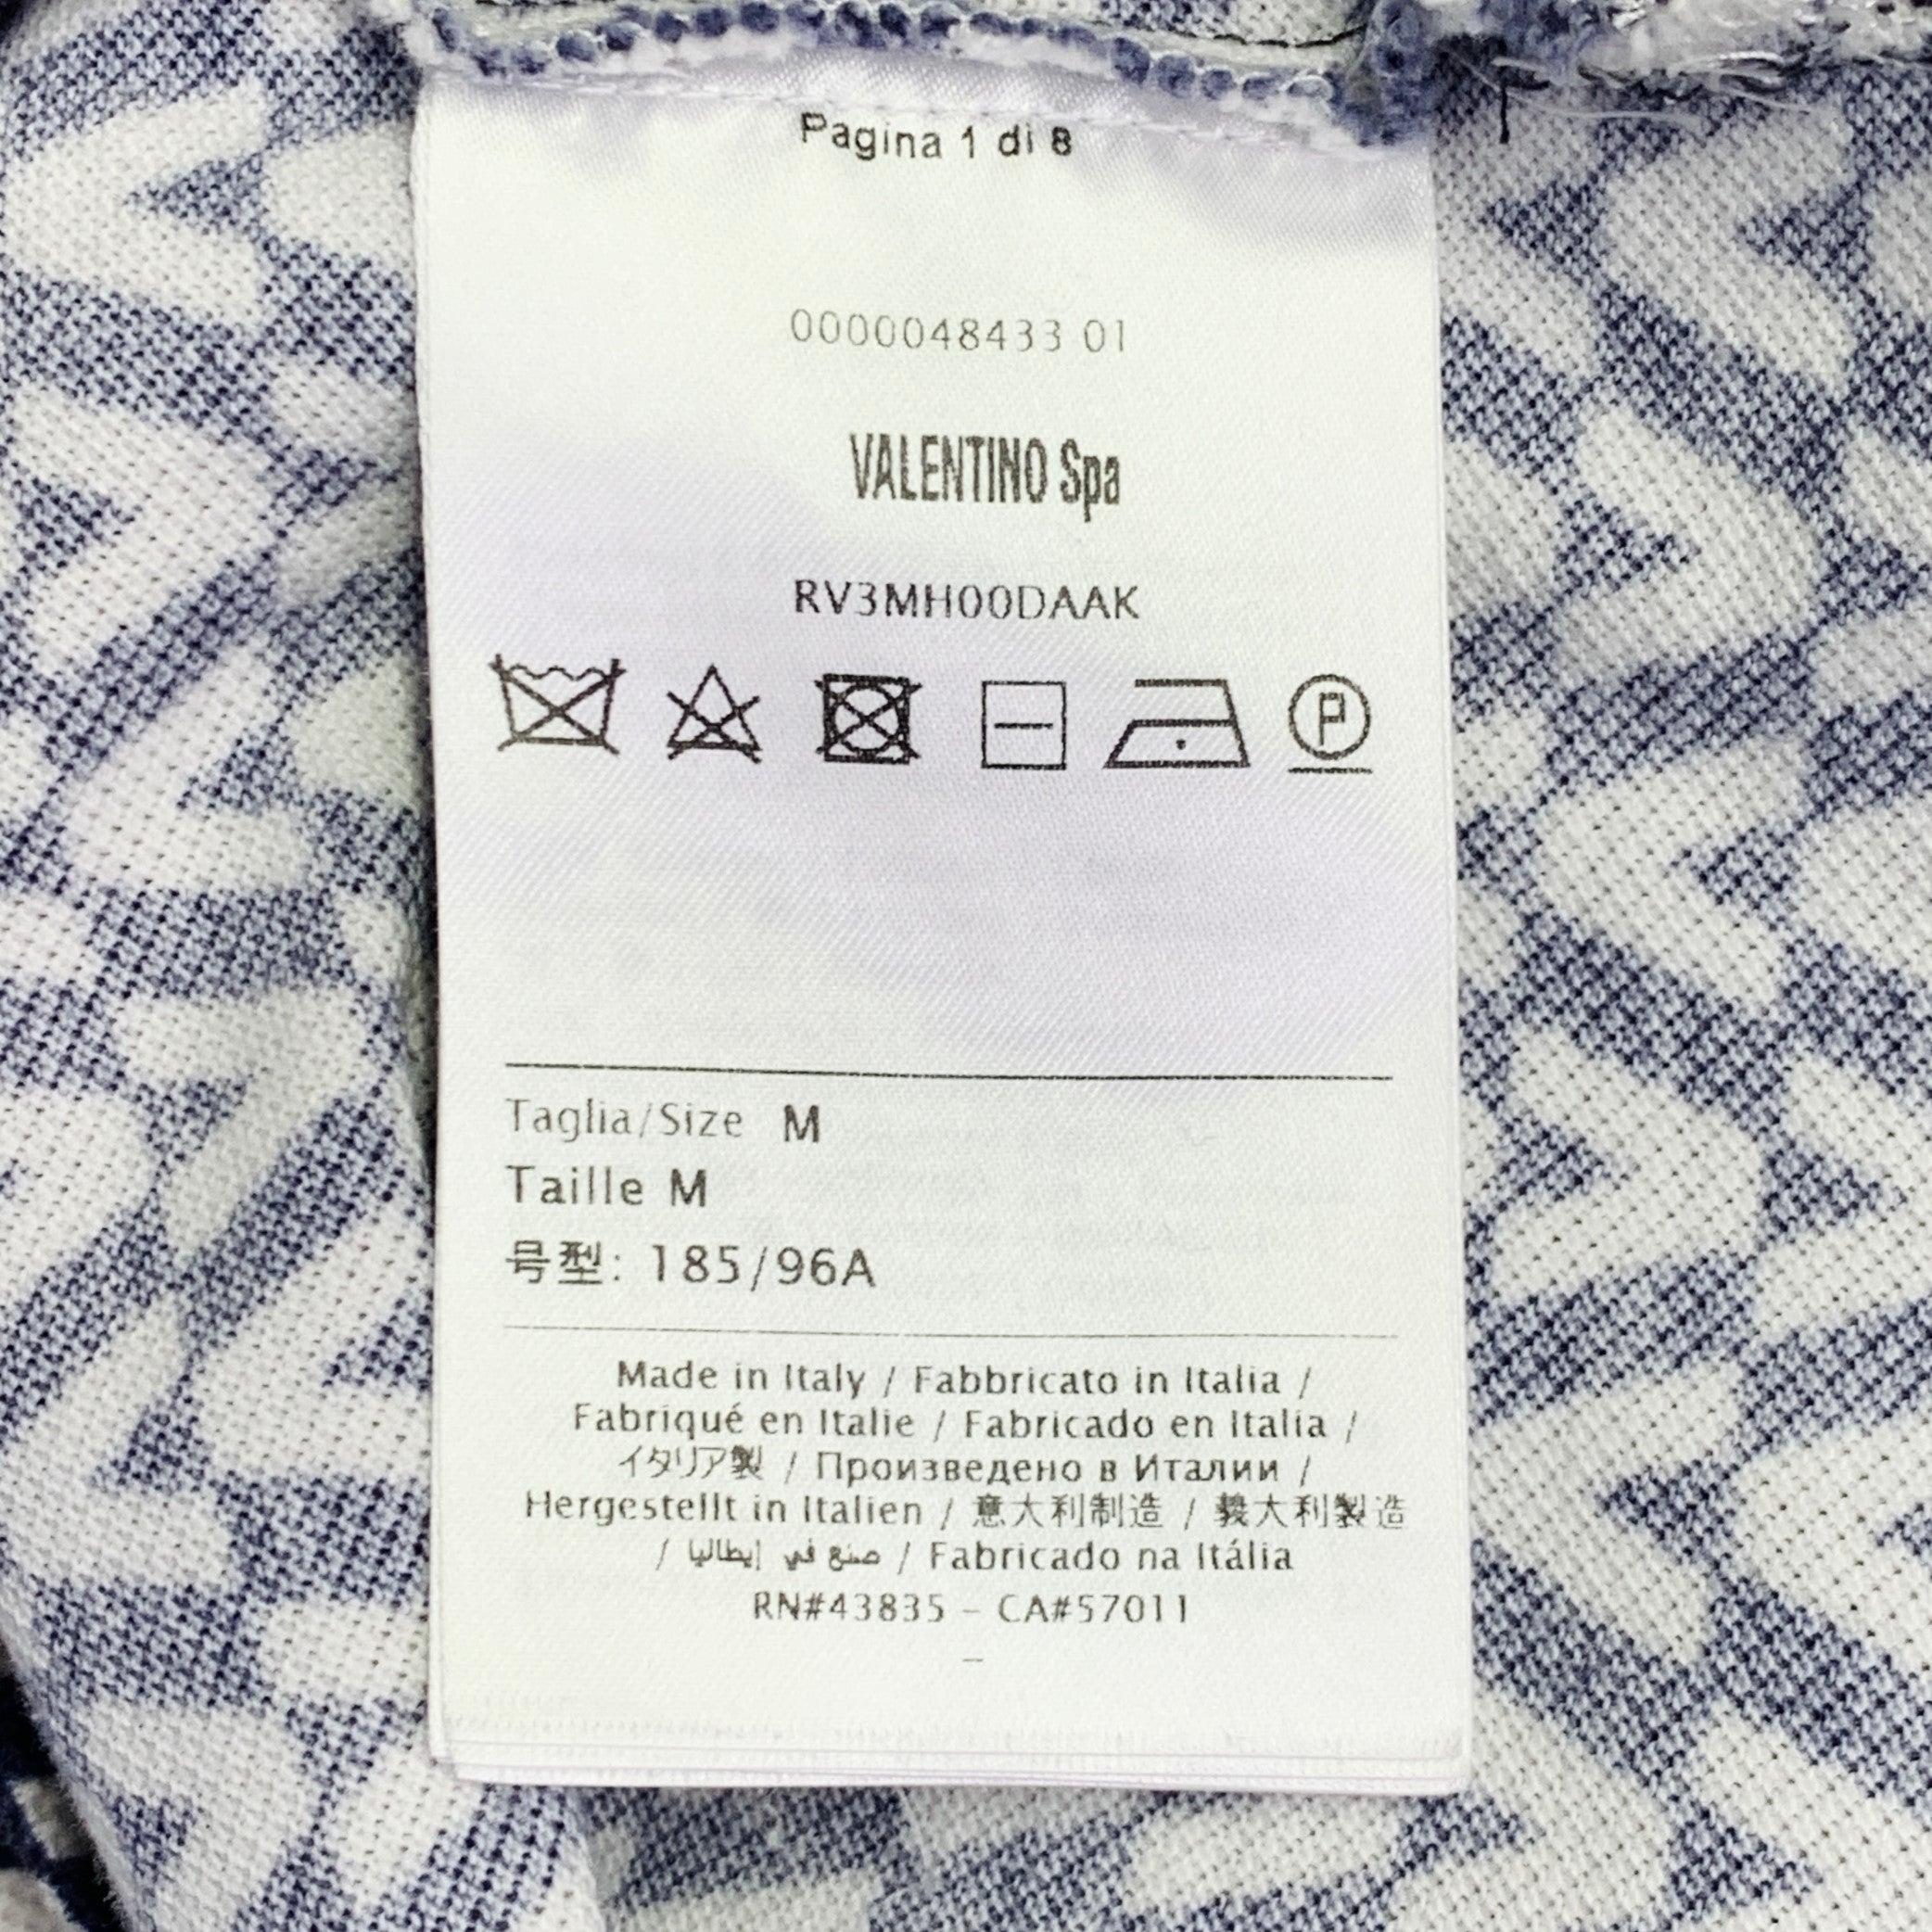 Pagina 1 di 8
0000048433 01
VALENTINO Spa
RV3MH00DAAK
P
Taglia/Size M
Taille M
号型: 185/96A
Made in Italy / Fabbricato in Italia /
Fabriqué en Italie / Fabricado en Italia /
イタリア製 / Произведено в Италии /
Hergestellt in Italien / 意大利制造 / 義大利製造
/ صنع في إيطاليا / Fabricado na Itália
RN#43835 – CA#57011
–